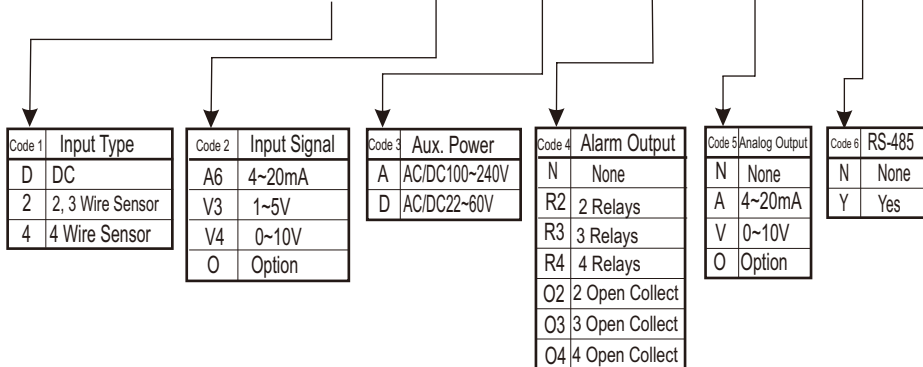 Code 1 Input Type
D DC
2 2, 3 Wire Sensor
4 4 Wire Sensor
Code 2 Input Signal
A6 4~20mA
V3 1~5V
V4 0~10V
O Option
Code 3 Aux. Power
A AC/DC100~240V
D AC/DC22~60V
Code 4 Alarm Output
N None
R2 2 Relays
R3 3 Relays
R4 4 Relays
O2 2 Open Collect
O3 3 Open Collect
O4 4 Open Collect
Code 5 Analog Output
N None
A 4~20mA
V 0~10V
O Option
Code 6 RS-485
N None
Y Yes